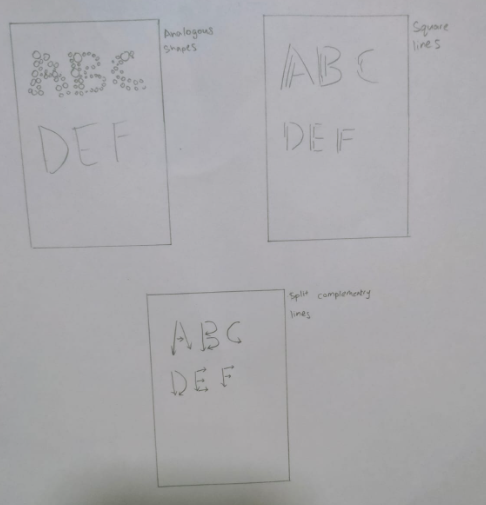 Analogous
shapes
ABC
DEF
Square
lines
ABC
DEF
Split complementary
lines
ABC
DEF